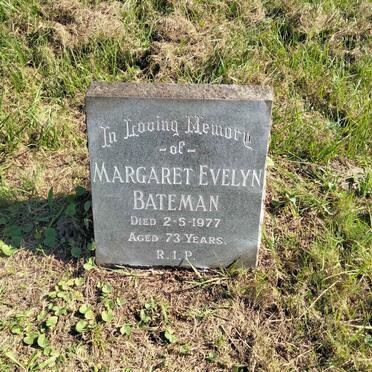 In Loving Memory
- of -
MARGARET EVELYN
BATEMAN
DIED 2-5-1977
AGED 73 YEARS.
R.I.P.